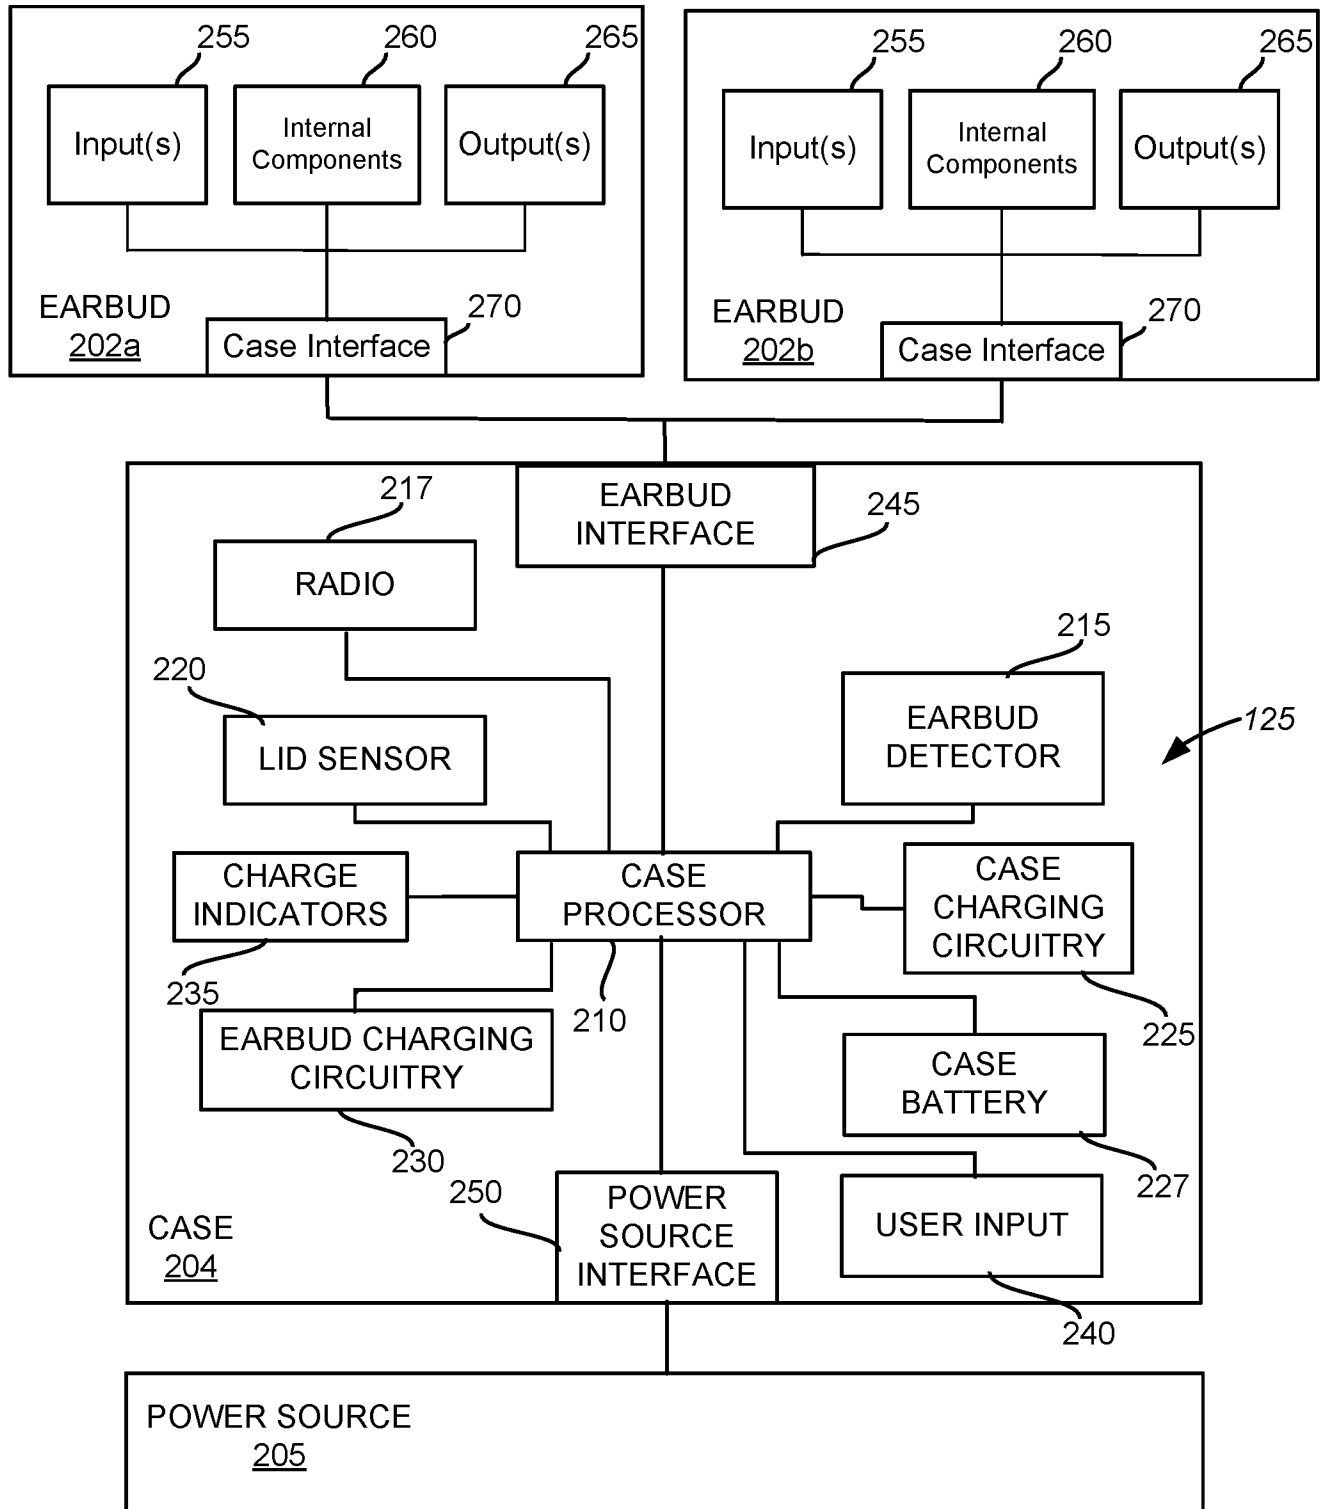 255
260
265
Input(s)
Internal
Components
Output(s)
EARBUD
202a
270
Case Interface
255
260
265
Input(s)
Internal
Components
Output(s)
EARBUD
202b
270
Case Interface
217
EARBUD
INTERFACE
245
RADIO
215
220
EARBUD
DETECTOR
125
LID SENSOR
CHARGE
INDICATORS
CASE
PROCESSOR
CASE
CHARGING
CIRCUITRY
235
210
225
EARBUD CHARGING
CIRCUITRY
CASE
BATTERY
230
227
250
POWER
SOURCE
INTERFACE
USER INPUT
CASE
204
240
POWER SOURCE
205